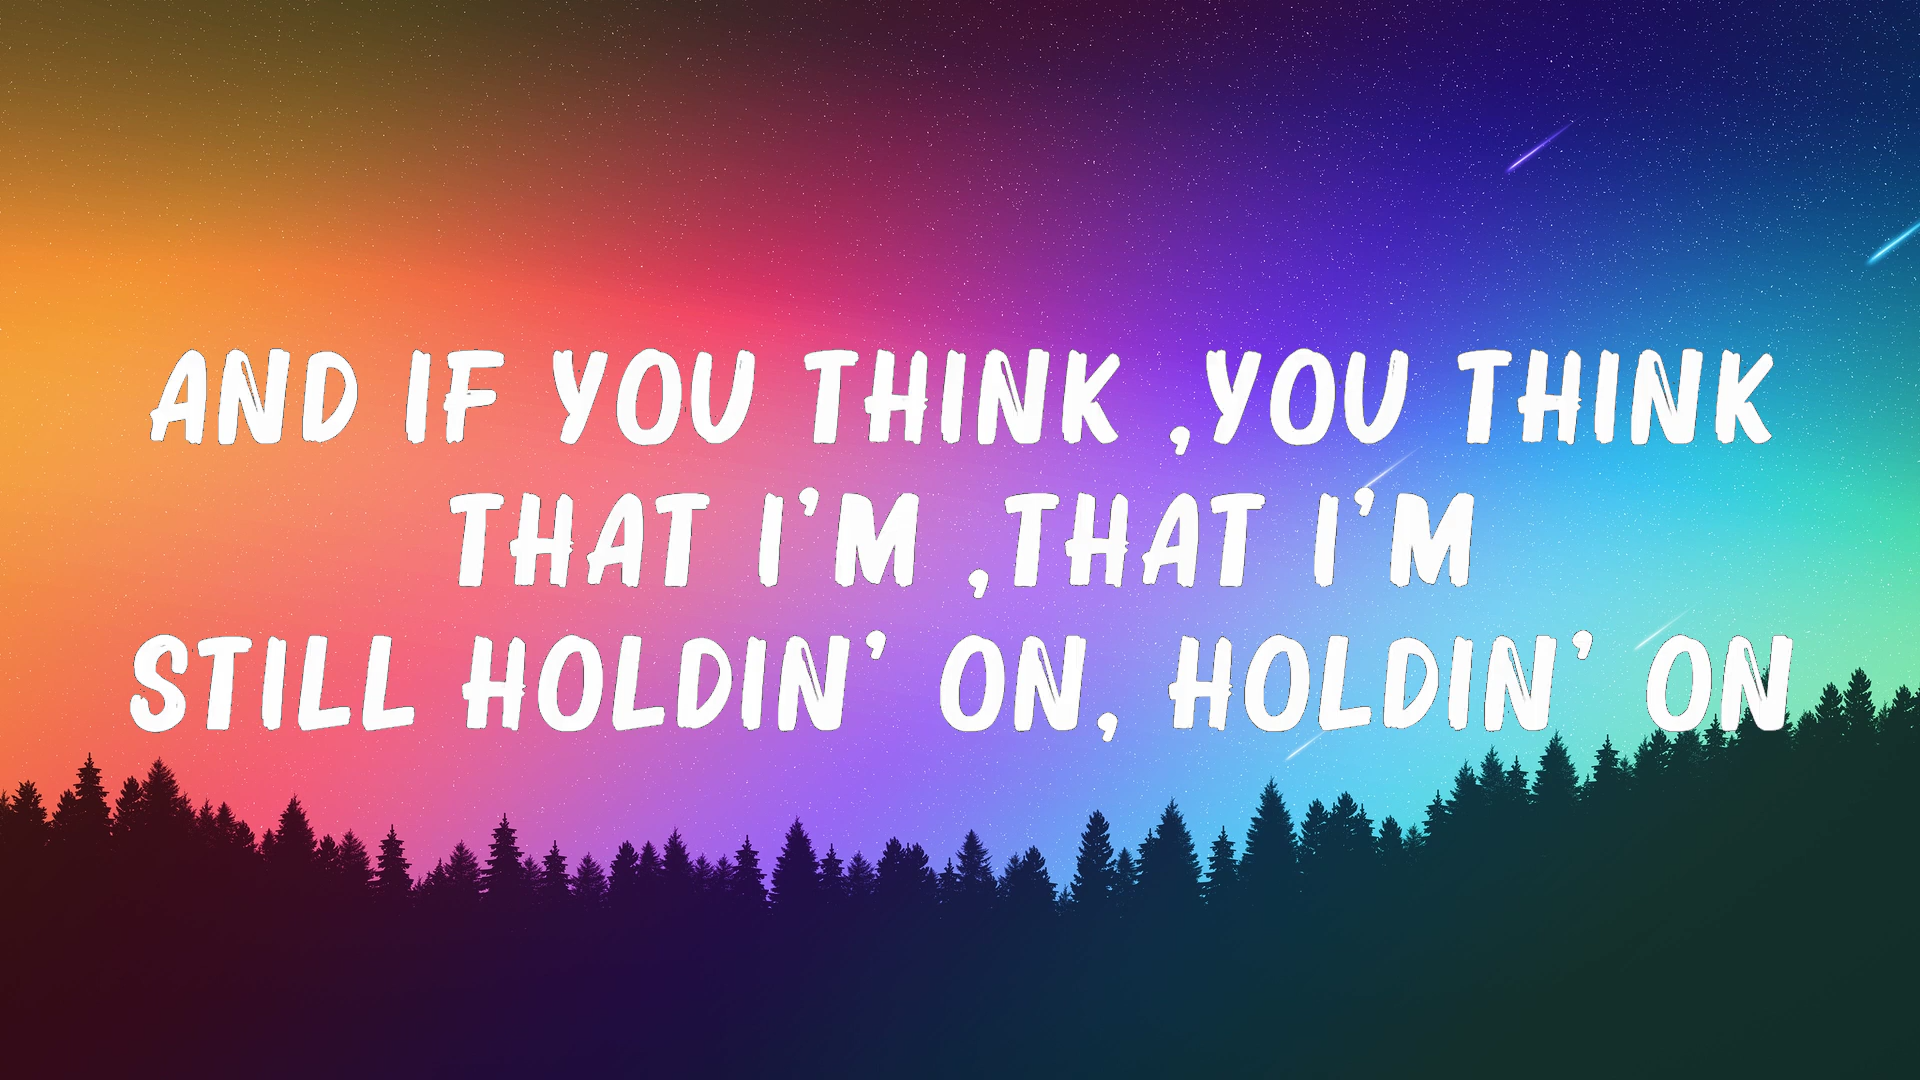 AND IF YOU THINK ,YOU THINK
THAT I'M ,THAT I'M
STILL HOLDIN' ON, HOLDIN' ON